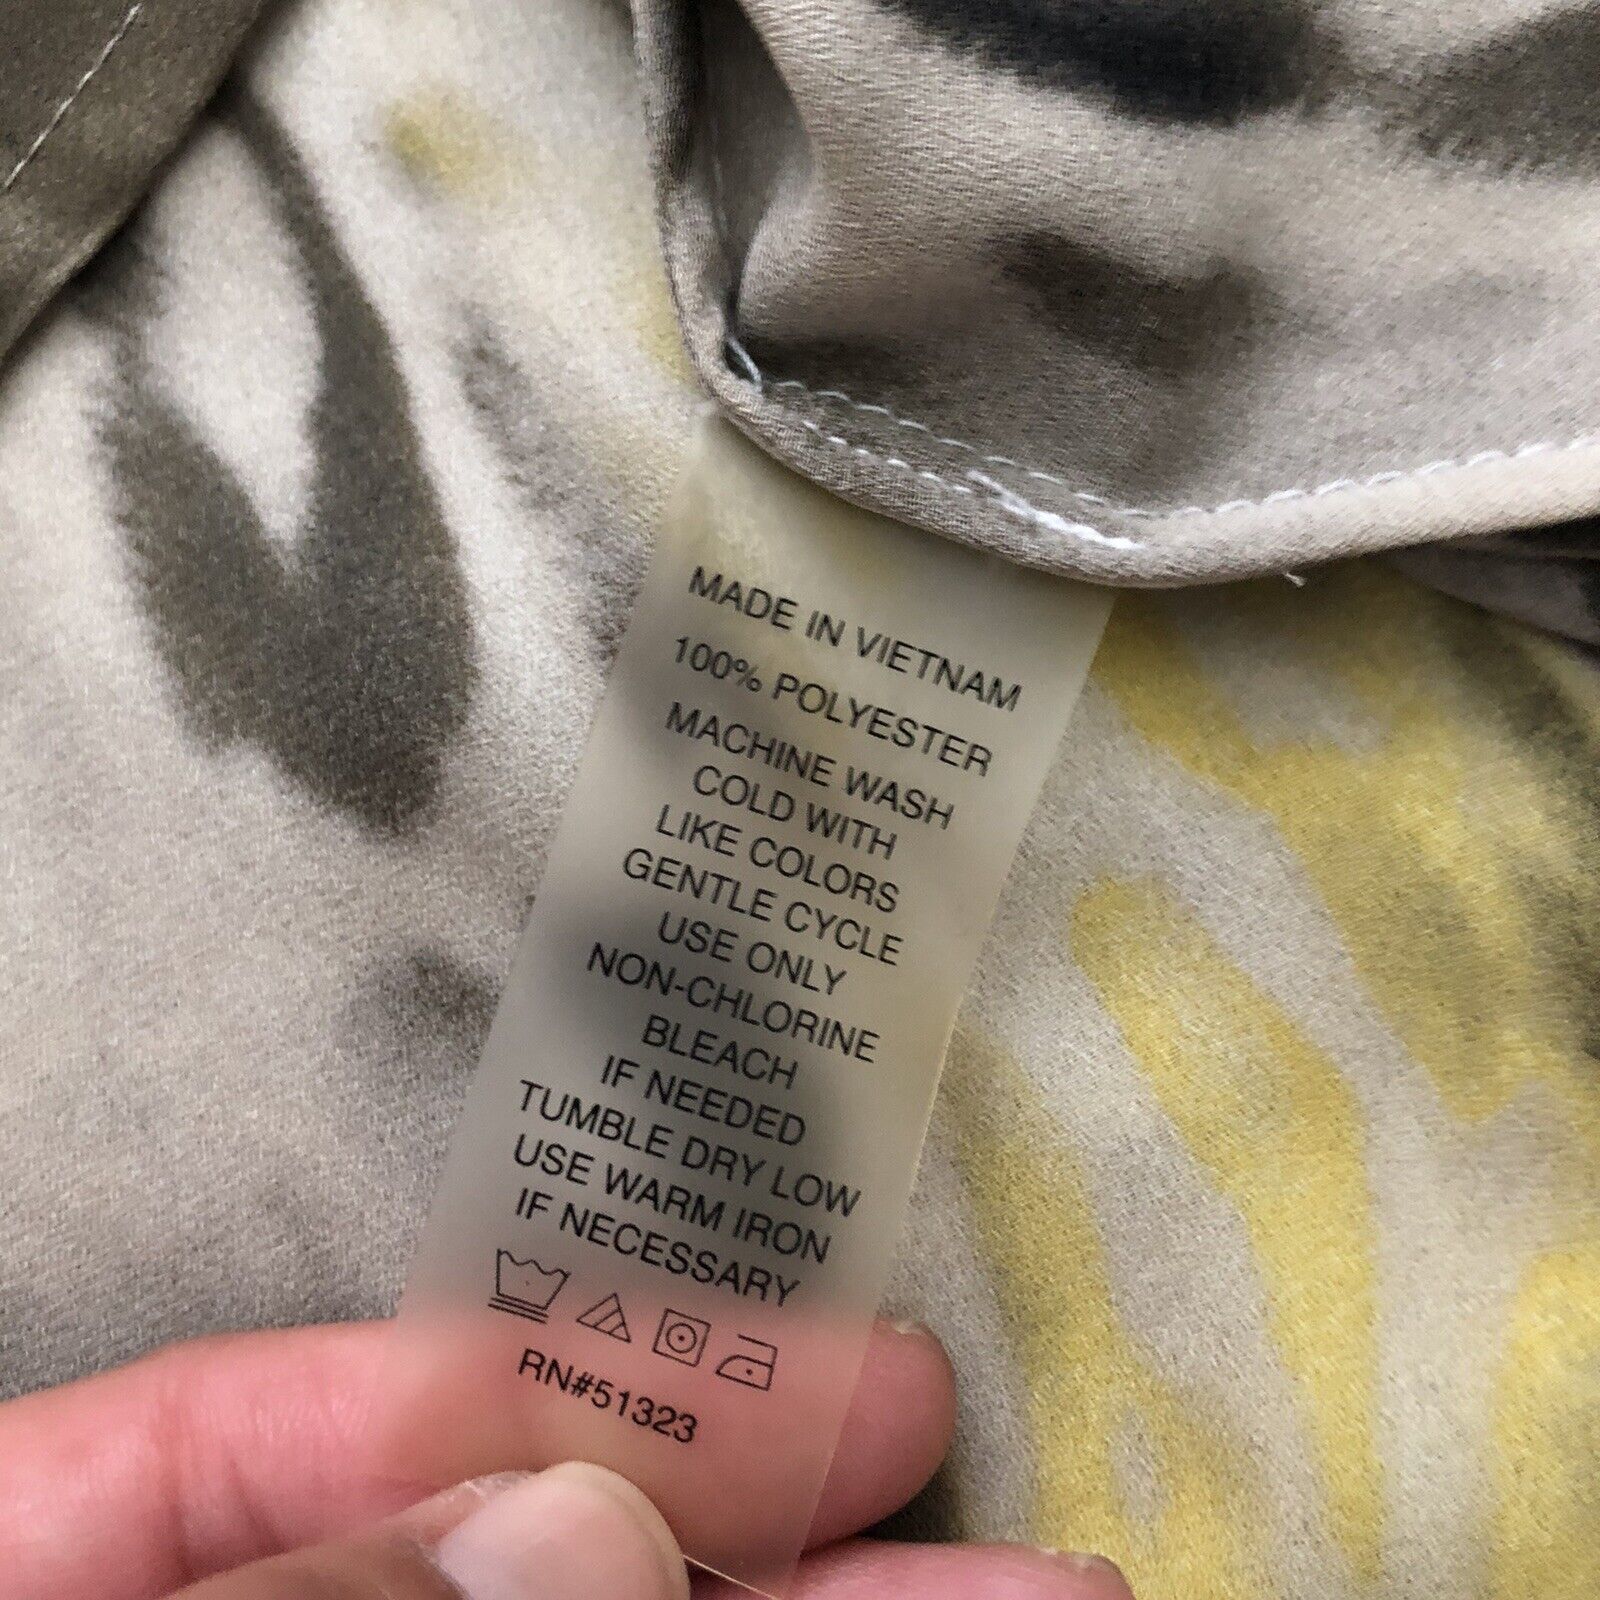 MADE IN VIETNAM
100% POLYESTER
MACHINE WASH
COLD WITH
LIKE COLORS
GENTLE CYCLE
USE ONLY
NON-CHLORINE
BLEACH
IF NEEDED
TUMBLE DRY LOW
USE WARM IRON
IF NECESSARY
RN#51323